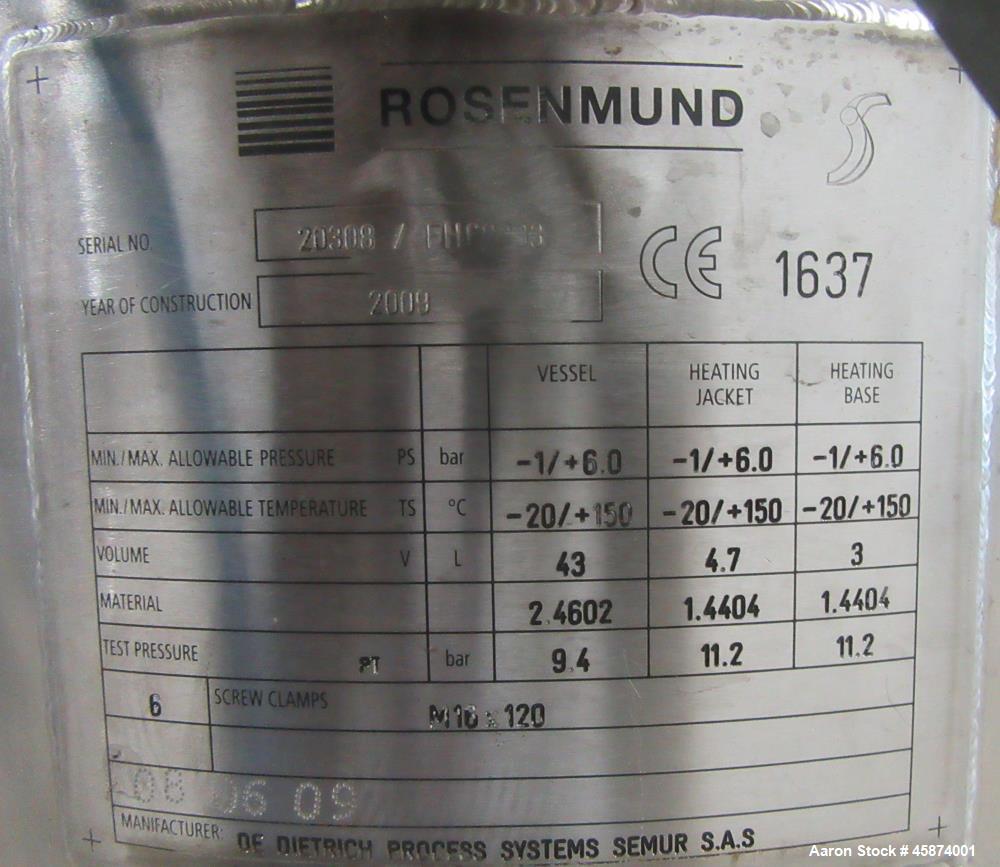 ROSENMUND
SERIAL NO. 20308 /
YEAR OF CONSTRUCTION 2009
CE 1637
VESSEL HEATING JACKET HEATING BASE
MIN./MAX. ALLOWABLE PRESSURE PS bar -1/+6.0 -1/+6.0 -1/+6.0
MIN./MAX. ALLOWABLE TEMPERATURE TS °C -20/+150 -20/+150 -20/+150
VOLUME V L 43 4.7 3
MATERIAL 2.4602 1.4404 1.4404
TEST PRESSURE PT bar 9.4 11.2 11.2
6 SCREW CLAMPS M16 x 120
06 09
MANIFACTURER: DE DIETRICH PROCESS SYSTEMS SEMUR S.A.S
Aaron Stock # 45874001